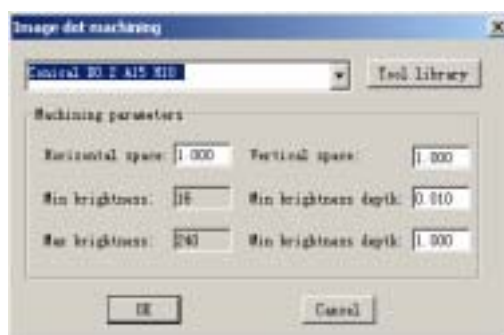 Image dot machining
Conical D0.2 A15 H10
Tool library
Machining parameters
Horizontal space: 1.000 Vertical space: 1.000
Min brightness: 16 Min brightness depth: 0.010
Max brightness: 240 Min brightness depth: 1.000
OK Cancel